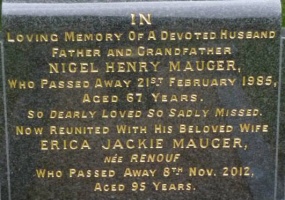 IN
LOVING MEMORY OF A DEVOTED HUSBAND
FATHER AND GRANDFATHER
NIGEL HENRY MAUGER,
WHO PASSED AWAY 21ST FEBRUARY 1985,
AGED 67 YEARS.
SO DEARLY LOVED SO SADLY MISSED.
NOW REUNITED WITH HIS BELOVED WIFE
ERICA JACKIE MAUGER,
NÉE RENOUF
WHO PASSED AWAY 8TH NOV. 2012,
AGED 95 YEARS.